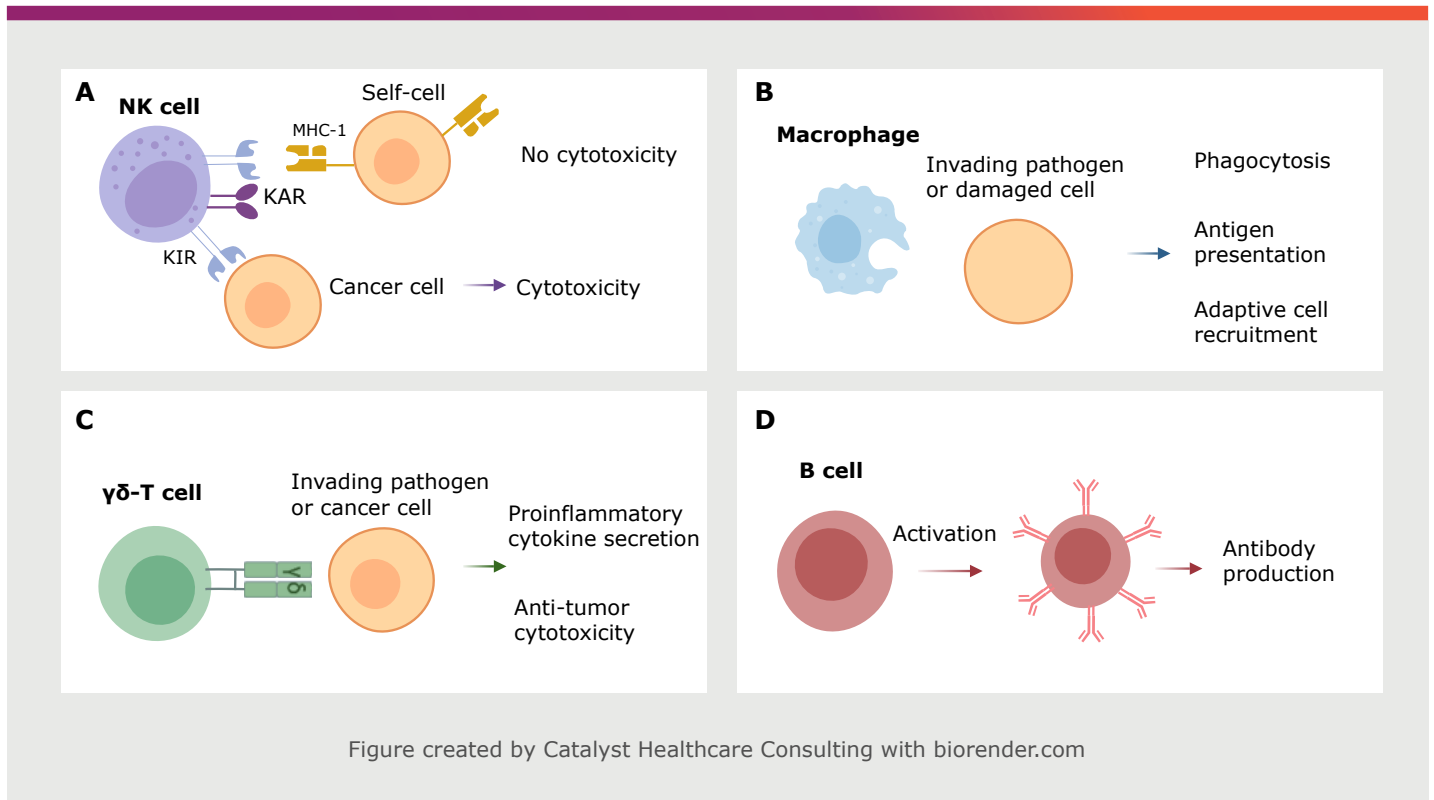 A
NK cell
Self-cell
MHC-1
No cytotoxicity
KAR
KIR
Cancer cell
Cytotoxicity
B
Macrophage
Invading pathogen
or damaged cell
Phagocytosis
Antigen
presentation
Adaptive cell
recruitment
C
γδ-T cell
Invading pathogen
or cancer cell
γ
δ
Proinflammatory
cytokine secretion
Anti-tumor
cytotoxicity
D
B cell
Activation
Antibody
production
Figure created by Catalyst Healthcare Consulting with biorender.com